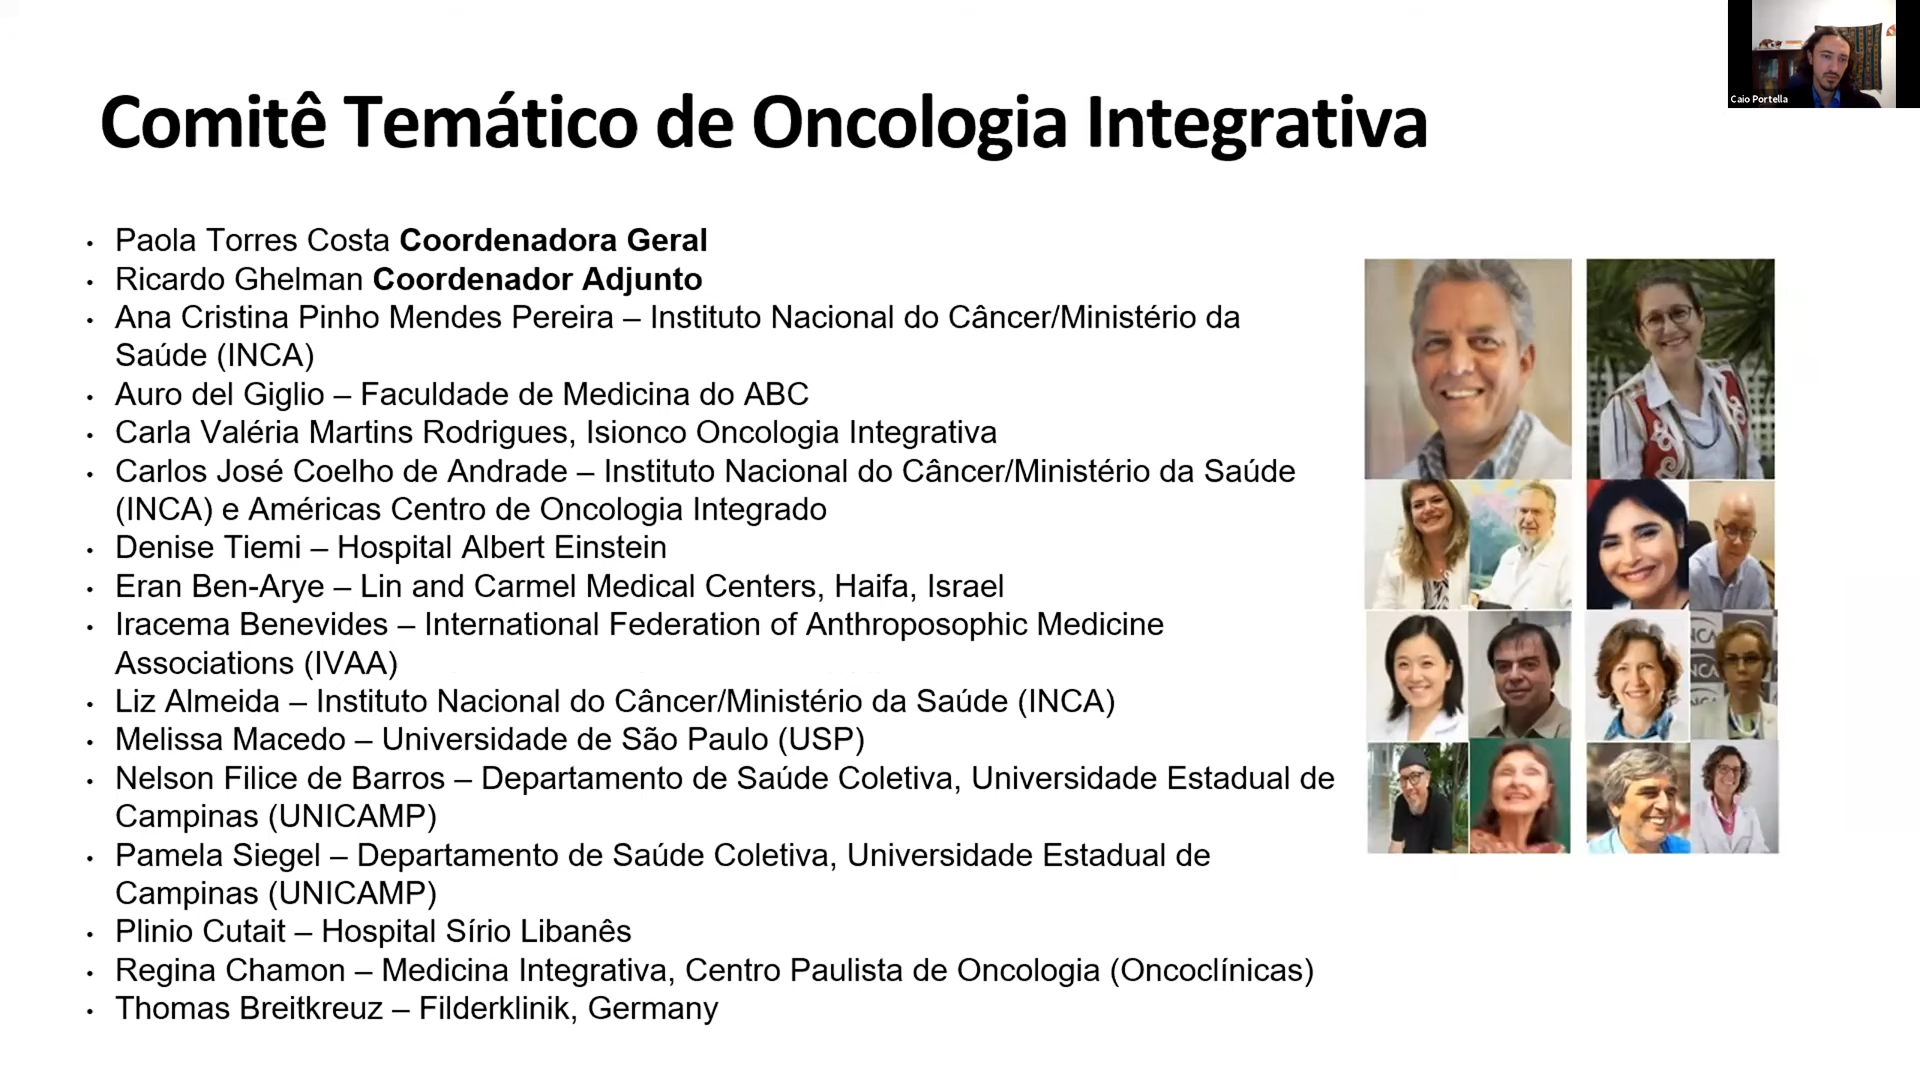 Caio Portella
Comitê Temático de Oncologia Integrativa
• Paola Torres Costa Coordenadora Geral
• Ricardo Ghelman Coordenador Adjunto
• Ana Cristina Pinho Mendes Pereira – Instituto Nacional do Câncer/Ministério da
Saúde (INCA)
• Auro del Giglio – Faculdade de Medicina do ABC
• Carla Valéria Martins Rodrigues, Isionco Oncologia Integrativa
• Carlos José Coelho de Andrade – Instituto Nacional do Câncer/Ministério da Saúde
(INCA) e Américas Centro de Oncologia Integrado
• Denise Tiemi – Hospital Albert Einstein
• Eran Ben-Arye – Lin and Carmel Medical Centers, Haifa, Israel
• Iracema Benevides – International Federation of Anthroposophic Medicine
Associations (IVAA)
• Liz Almeida – Instituto Nacional do Câncer/Ministério da Saúde (INCA)
• Melissa Macedo – Universidade de São Paulo (USP)
• Nelson Filice de Barros – Departamento de Saúde Coletiva, Universidade Estadual de
Campinas (UNICAMP)
• Pamela Siegel – Departamento de Saúde Coletiva, Universidade Estadual de
Campinas (UNICAMP)
• Plinio Cutait – Hospital Sírio Libanês
• Regina Chamon – Medicina Integrativa, Centro Paulista de Oncologia (Oncoclínicas)
• Thomas Breitkreuz – Filderklinik, Germany